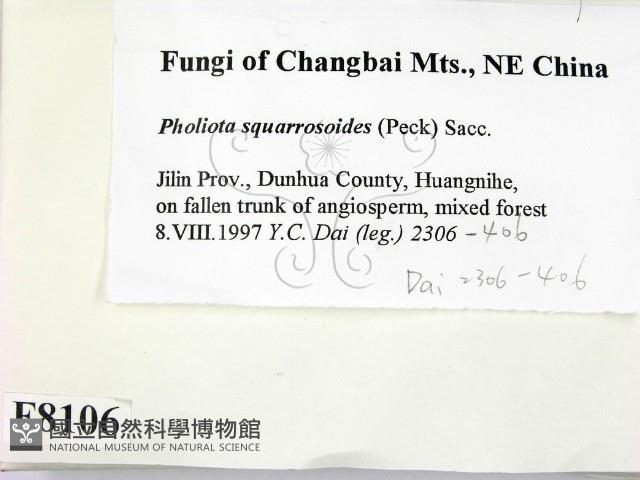 Fungi of Changbai Mts., NE China
Pholiota squarrosoides (Peck) Sacc.
Jilin Prov., Dunhua County, Huangnihe,
on fallen trunk of angiosperm, mixed forest
8.VIII.1997 Y.C. Dai (leg.) 2306 -406
Dai 2306-406
F8106
國立自然科學博物館
NATIONAL MUSEUM OF NATURAL SCIENCE